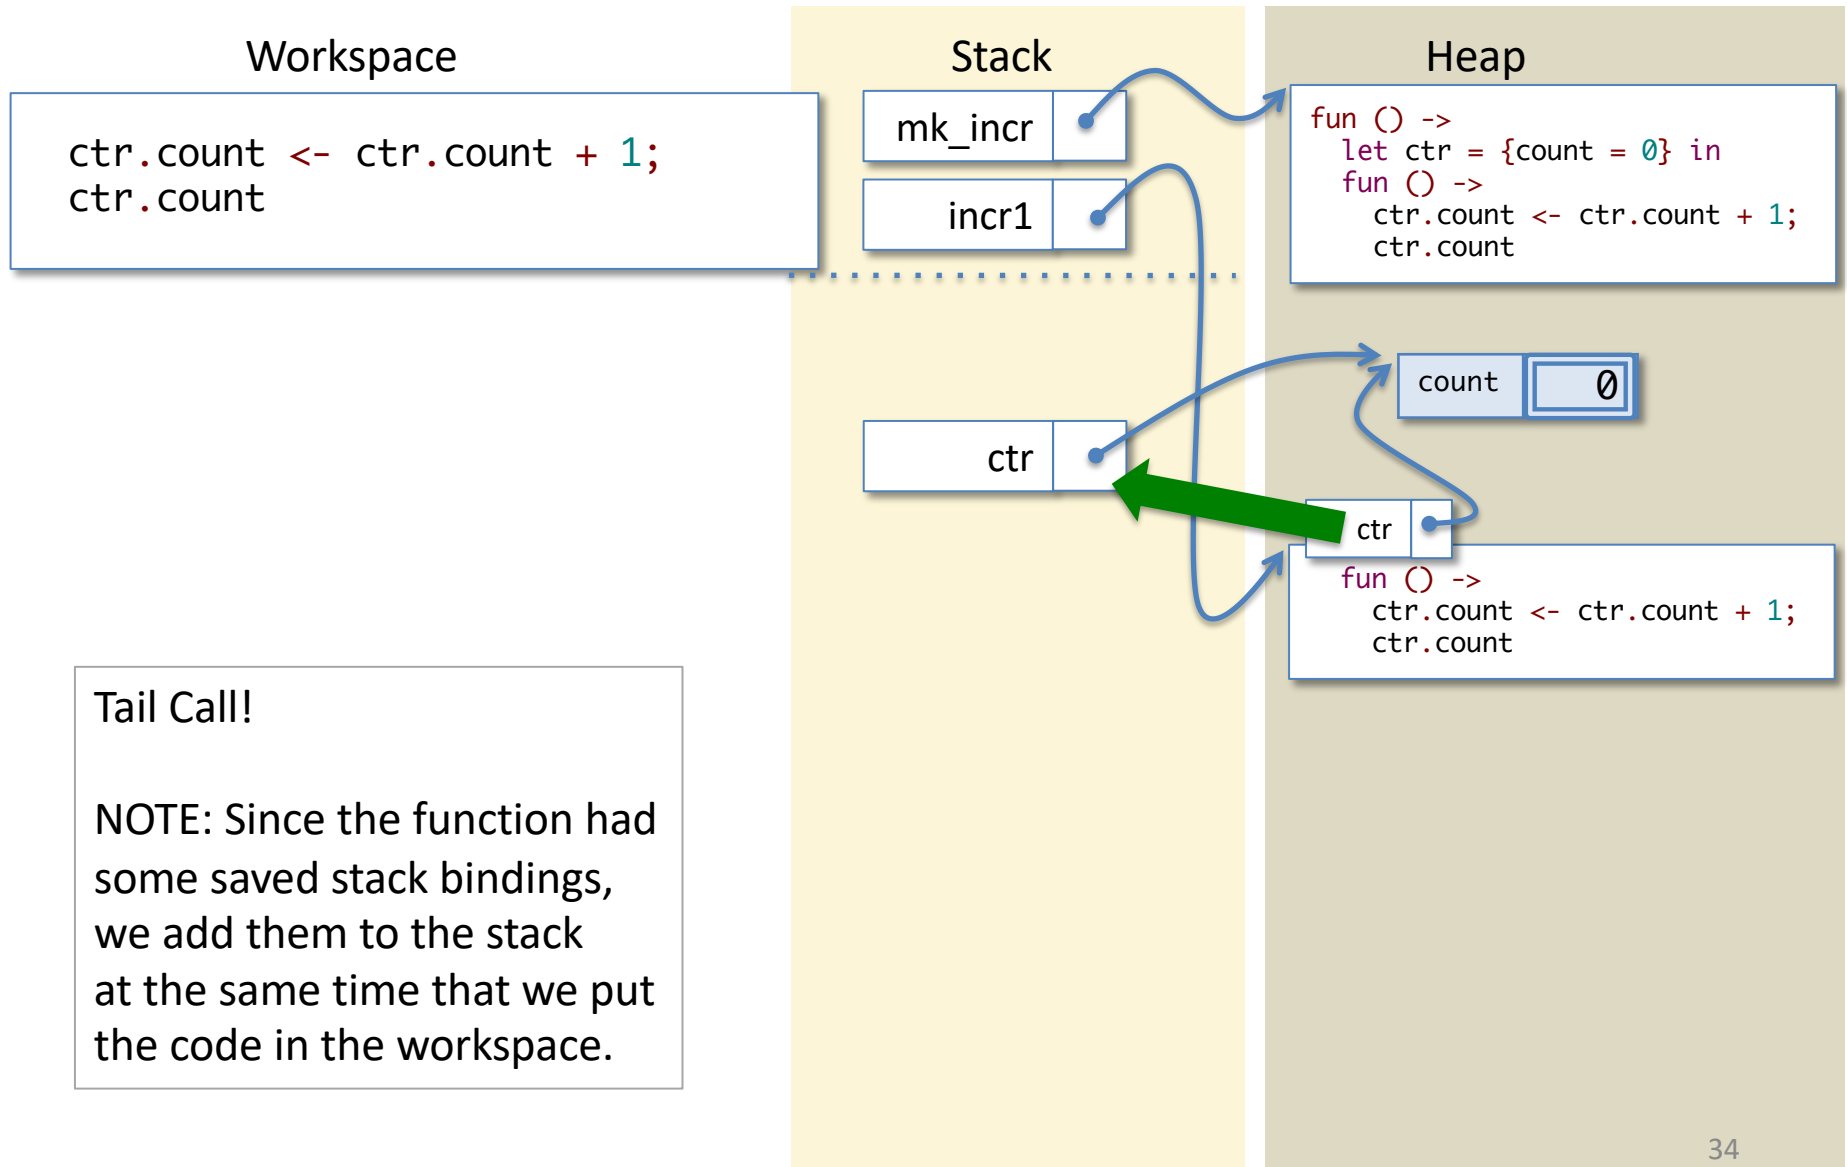 Workspace
ctr.count <- ctr.count + 1;
ctr.count
Stack
mk_incr
incr1
ctr
Heap
fun () ->
let ctr = {count = 0} in
fun () ->
ctr.count <- ctr.count + 1;
ctr.count
count 0
ctr
fun () ->
ctr.count <- ctr.count + 1;
ctr.count
Tail Call!
NOTE: Since the function had
some saved stack bindings,
we add them to the stack
at the same time that we put
the code in the workspace.
34